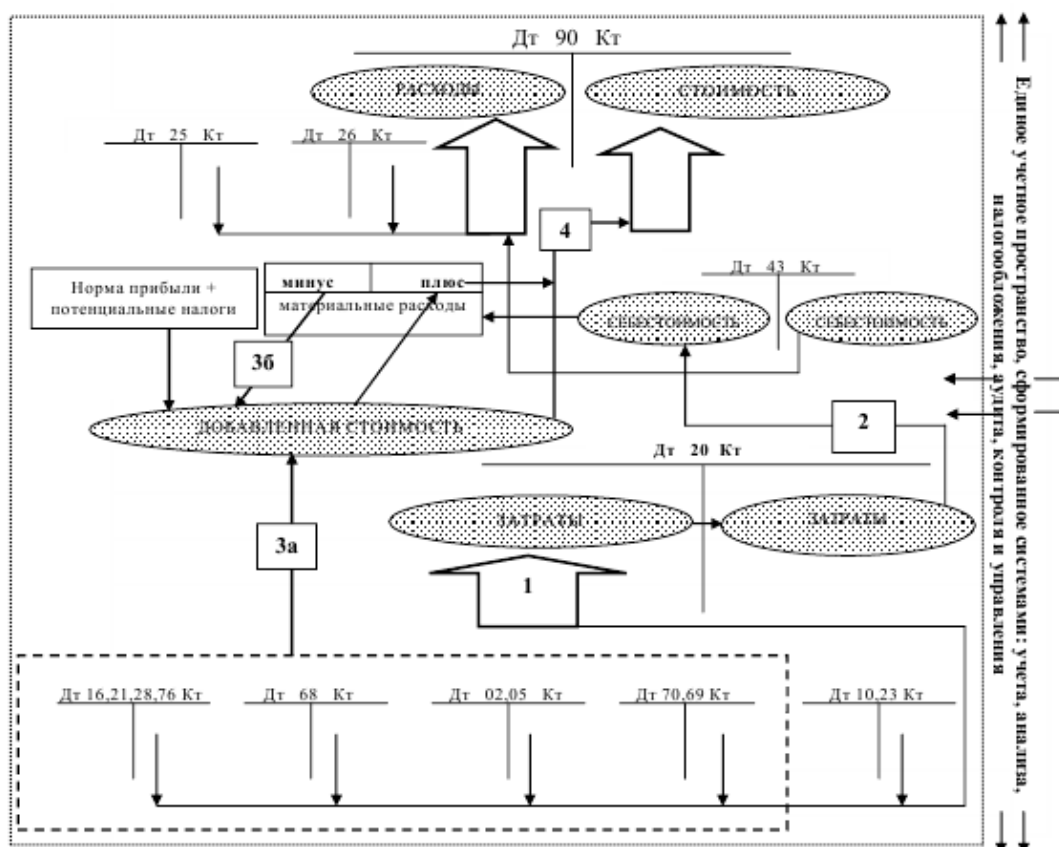 Дт 90 Кт
РАСХОДЫ
СТОИМОСТЬ
Дт 25 Кт
Дт 26 Кт
4
Норма прибыли +
потенциальные налоги
минус
плюс
материальные расходы
Дт 43 Кт
СЕБЕСТОИМОСТЬ
СЕБЕСТОИМОСТЬ
3б
ДОБАВЛЕННАЯ СТОИМОСТЬ
2
Дт 20 Кт
ЗАТРАТЫ
ЗАТРАТЫ
3а
1
Дт 16,21,28,76 Кт
Дт 68 Кт
Дт 02,05 Кт
Дт 70,69 Кт
Дт 10,23 Кт
Единое учетное пространство, сформированное системами: учета, анализа,
налогообложения, аудита, контроля и управления